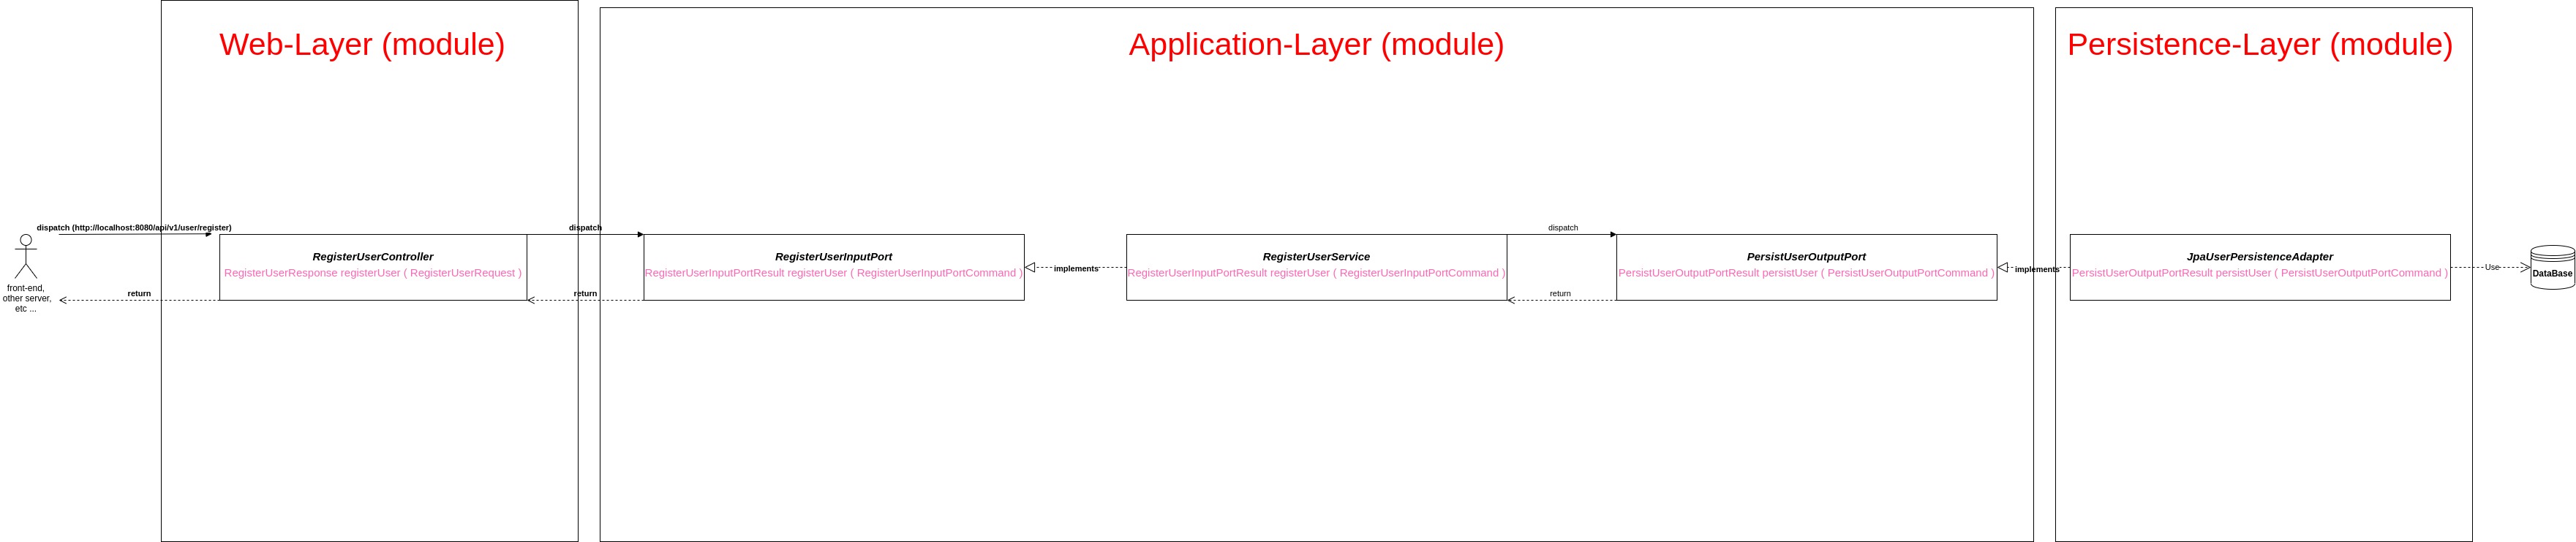 Web-Layer (module)
Application-Layer (module)
Persistence-Layer (module)
dispatch (http://localhost:8080/api/v1/user/register)
dispatch
dispatch
RegisterUserController
RegisterUserResponse registerUser ( RegisterUserRequest )
RegisterUserInputPort
RegisterUserInputPortResult registerUser ( RegisterUserInputPortCommand )
implements
RegisterUserService
RegisterUserInputPortResult registerUser ( RegisterUserInputPortCommand )
PersistUserOutputPort
PersistUserOutputPortResult persistUser ( PersistUserOutputPortCommand )
implements
JpaUserPersistenceAdapter
PersistUserOutputPortResult persistUser ( PersistUserOutputPortCommand )
Use
DataBase
front-end,
other server,
etc ...
return
return
return